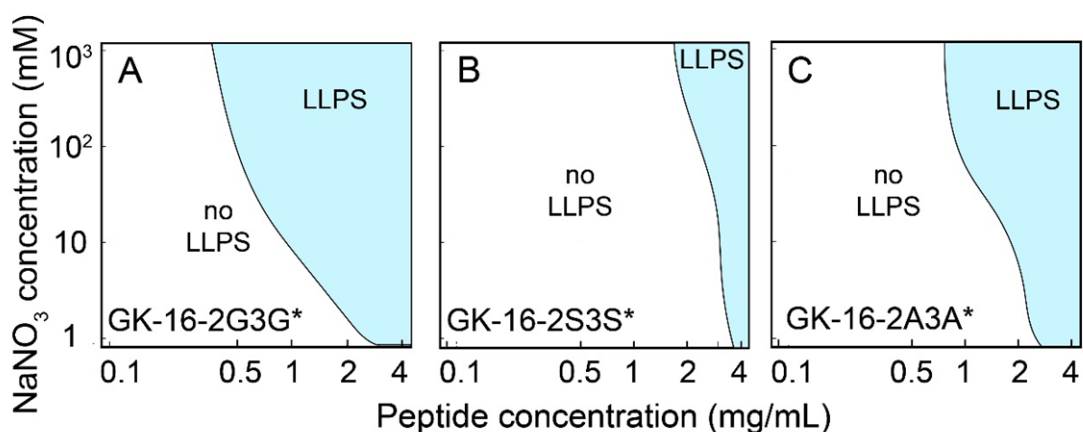 NaNO₃ concentration (mM)
10³
10²
10
1
A
LLPS
no
LLPS
GK-16-2G3G*
0.1 0.5 1 2 4
B
LLPS
no
LLPS
GK-16-2S3S*
0.1 0.5 1 2 4
C
LLPS
no
LLPS
GK-16-2A3A*
0.1 0.5 1 2 4
Peptide concentration (mg/mL)